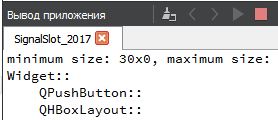 Вывод приложения
SignalSlot_2017
minimum size: 30x0, maximum size:
Widget::
QPushButton::
QHBoxLayout::